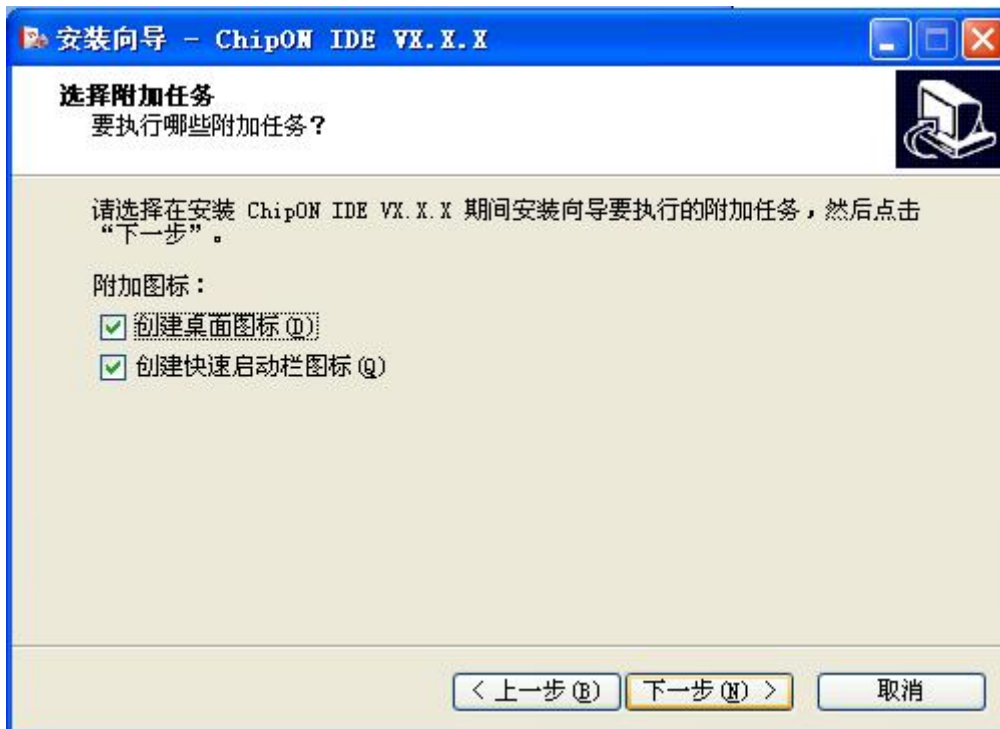 安装向导 - ChipON IDE VX.X.X
选择附加任务
要执行哪些附加任务？
请选择在安装 ChipON IDE VX.X.X 期间安装向导要执行的附加任务，然后点击
“下一步”。
附加图标：
创建桌面图标(D)
创建快速启动栏图标(Q)
< 上一步(B) 下一步(N) > 取消